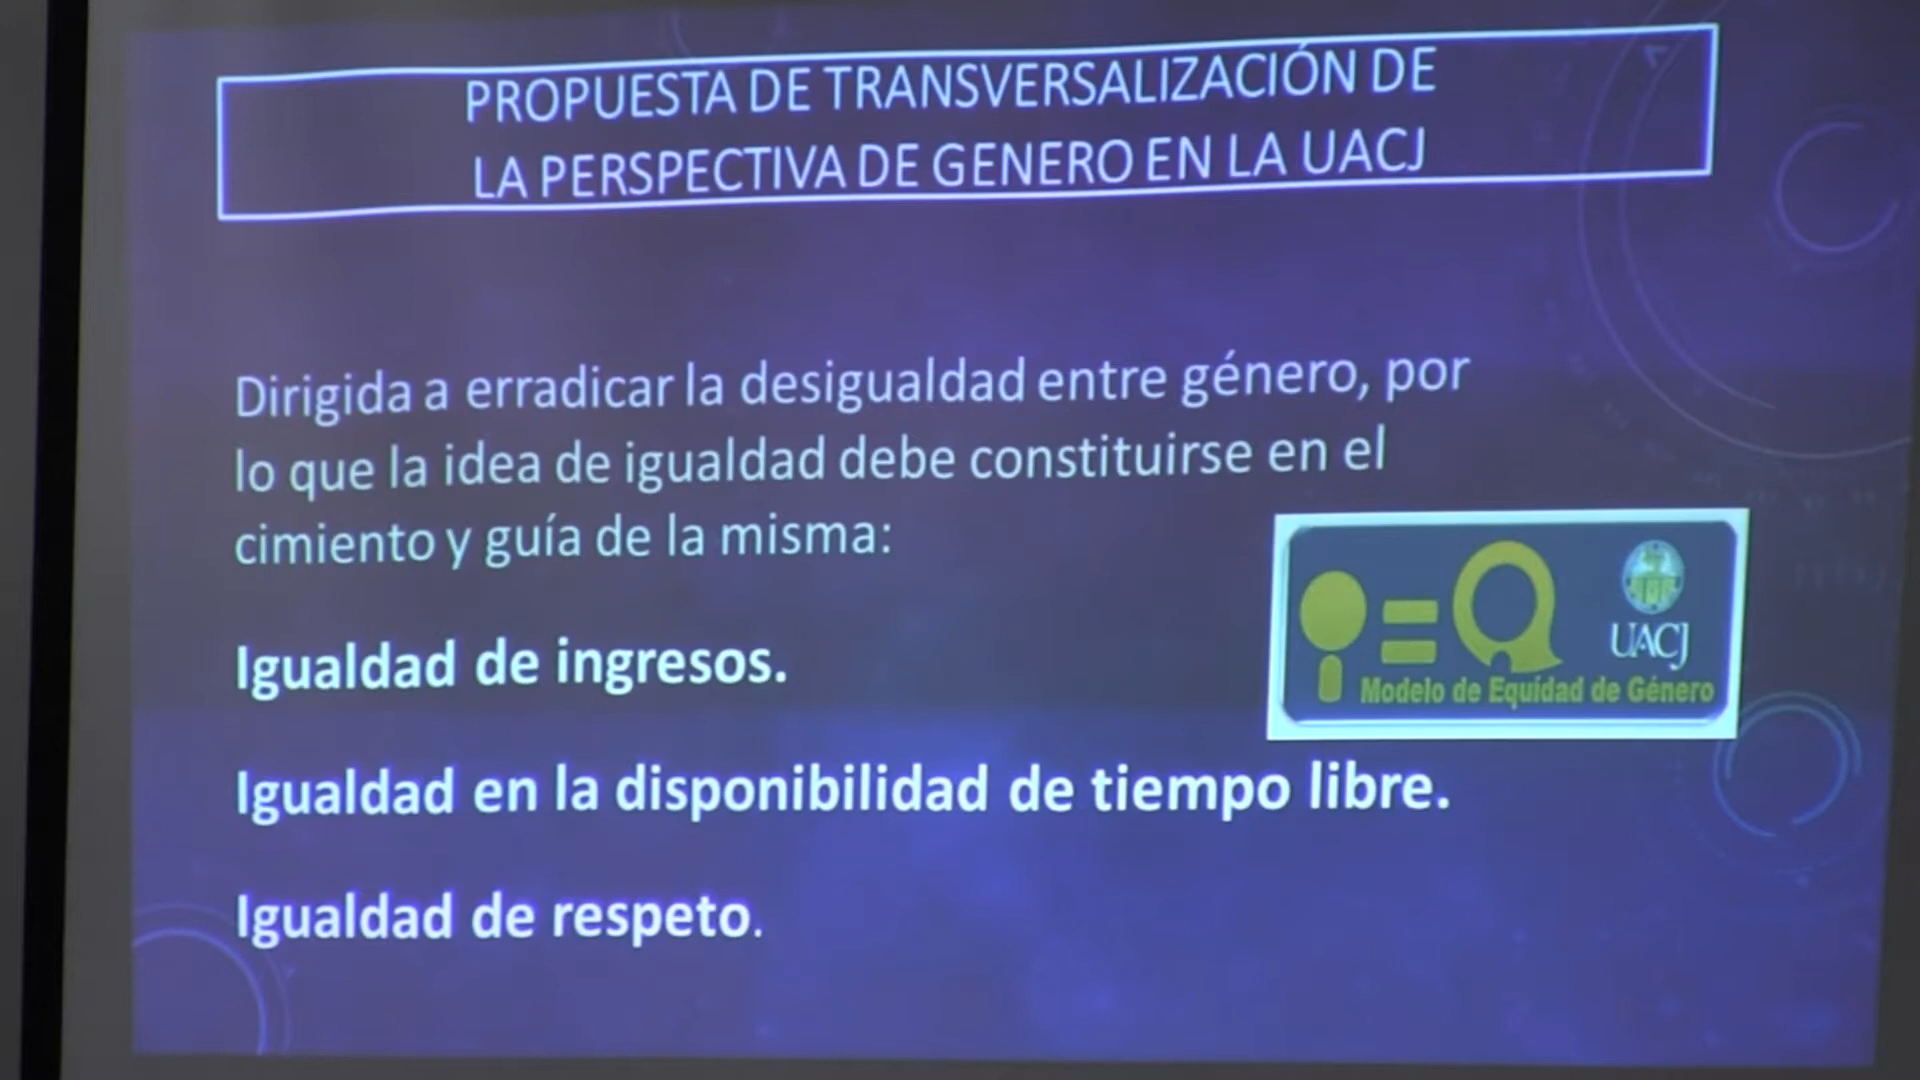 PROPUESTA DE TRANSVERSALIZACIÓN DE
LA PERSPECTIVA DE GENERO EN LA UACJ
Dirigida a erradicar la desigualdad entre género, por
lo que la idea de igualdad debe constituirse en el
cimiento y guía de la misma:
UACJ
Modelo de Equidad de Género
Igualdad de ingresos.
Igualdad en la disponibilidad de tiempo libre.
Igualdad de respeto.